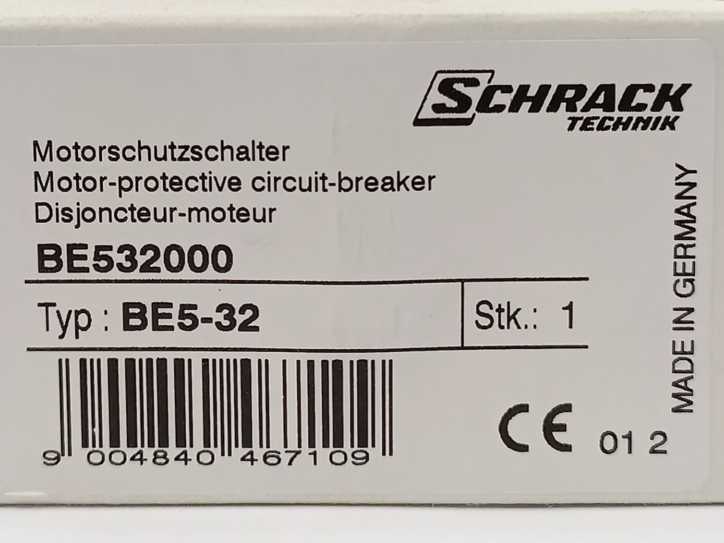 SCHRACK
TECHNIK
Motorschutzschalter
Motor-protective circuit-breaker
Disjoncteur-moteur
BE532000
Typ : BE5-32
Stk.: 1
MADE IN GERMANY
9 004840 467109
CE 01 2